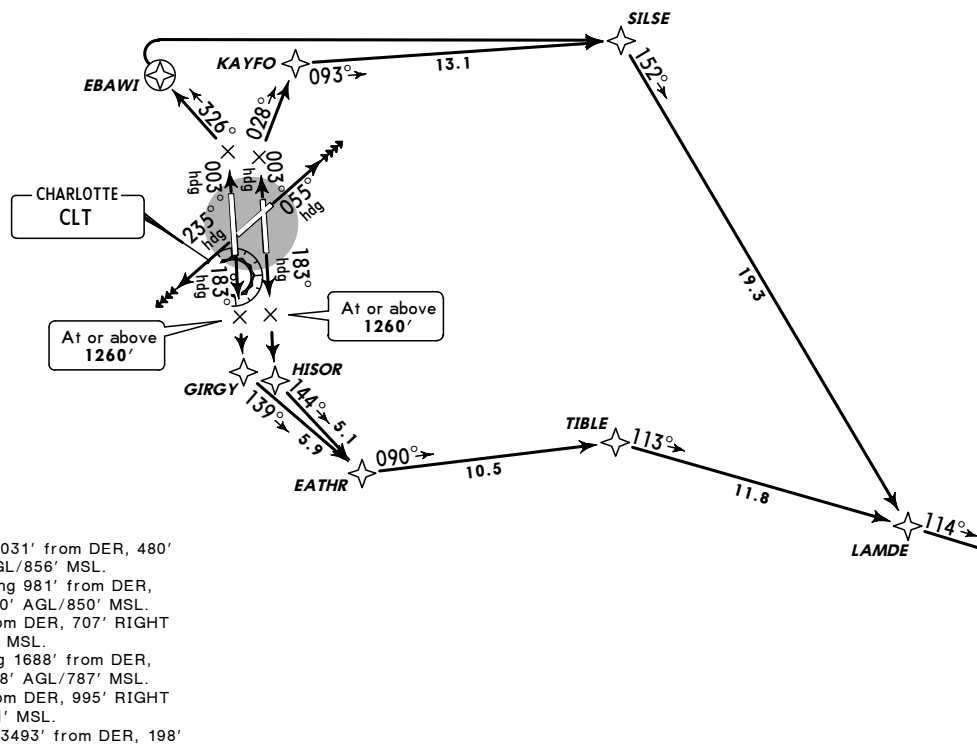 SILSE
KAYFO
093°
13.1
152°
EBAWI
326°
028°
003°
hdg
003°
hdg
055°
hdg
CHARLOTTE
CLT
235°
hdg
183°
hdg
183°
hdg
19.3
At or above
1260'
At or above
1260'
GIRGY
HISOR
139°
5.9
144°
5.1
EATHR
090°
10.5
TIBLE
113°
11.8
LAMDE
114°
031' from DER, 480'
GL/856' MSL.
ng 981' from DER,
0' AGL/850' MSL.
om DER, 707' RIGHT
MSL.
g 1688' from DER,
8' AGL/787' MSL.
om DER, 995' RIGHT
' MSL.
3493' from DER, 198'